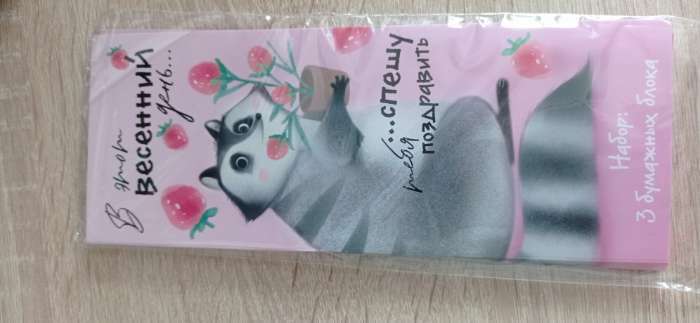 В этот
весенний
день...
...спешу
тебя
поздравить
Набор:
3 бумажных блока